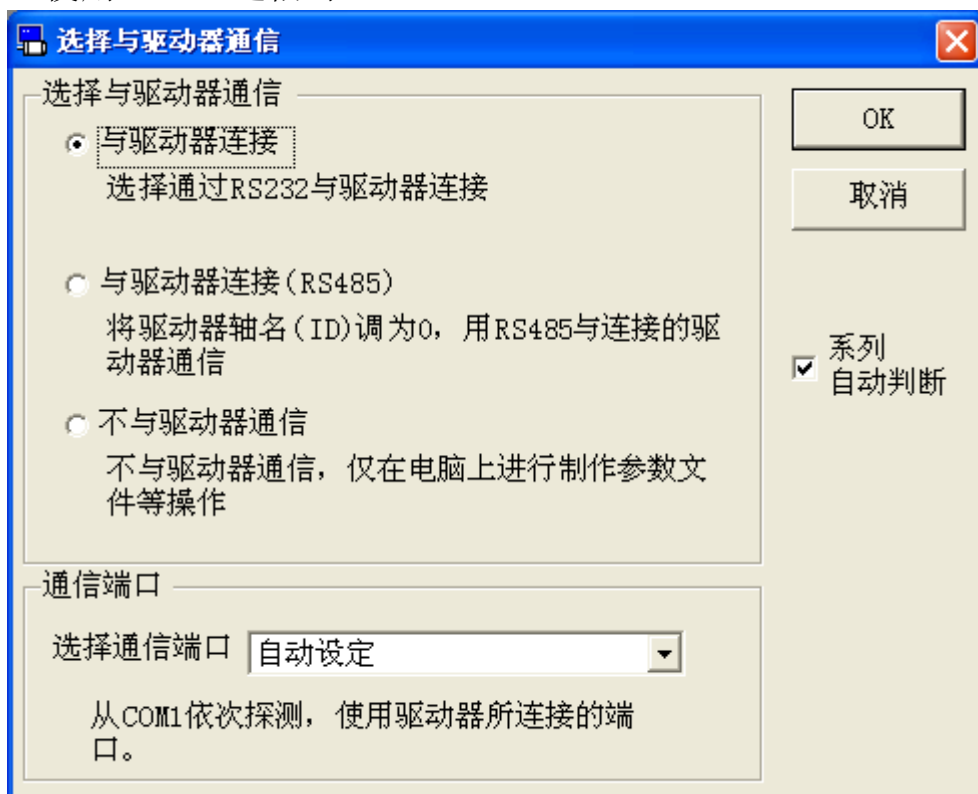 选择与驱动器通信
选择与驱动器通信
与驱动器连接
选择通过RS232与驱动器连接
与驱动器连接(RS485)
将驱动器轴名(ID)调为0，用RS485与连接的驱
动器通信
不与驱动器通信
不与驱动器通信，仅在电脑上进行制作参数文
件等操作
OK
取消
系列
自动判断
通信端口
选择通信端口
自动设定
从COM1依次探测，使用驱动器所连接的端
口。